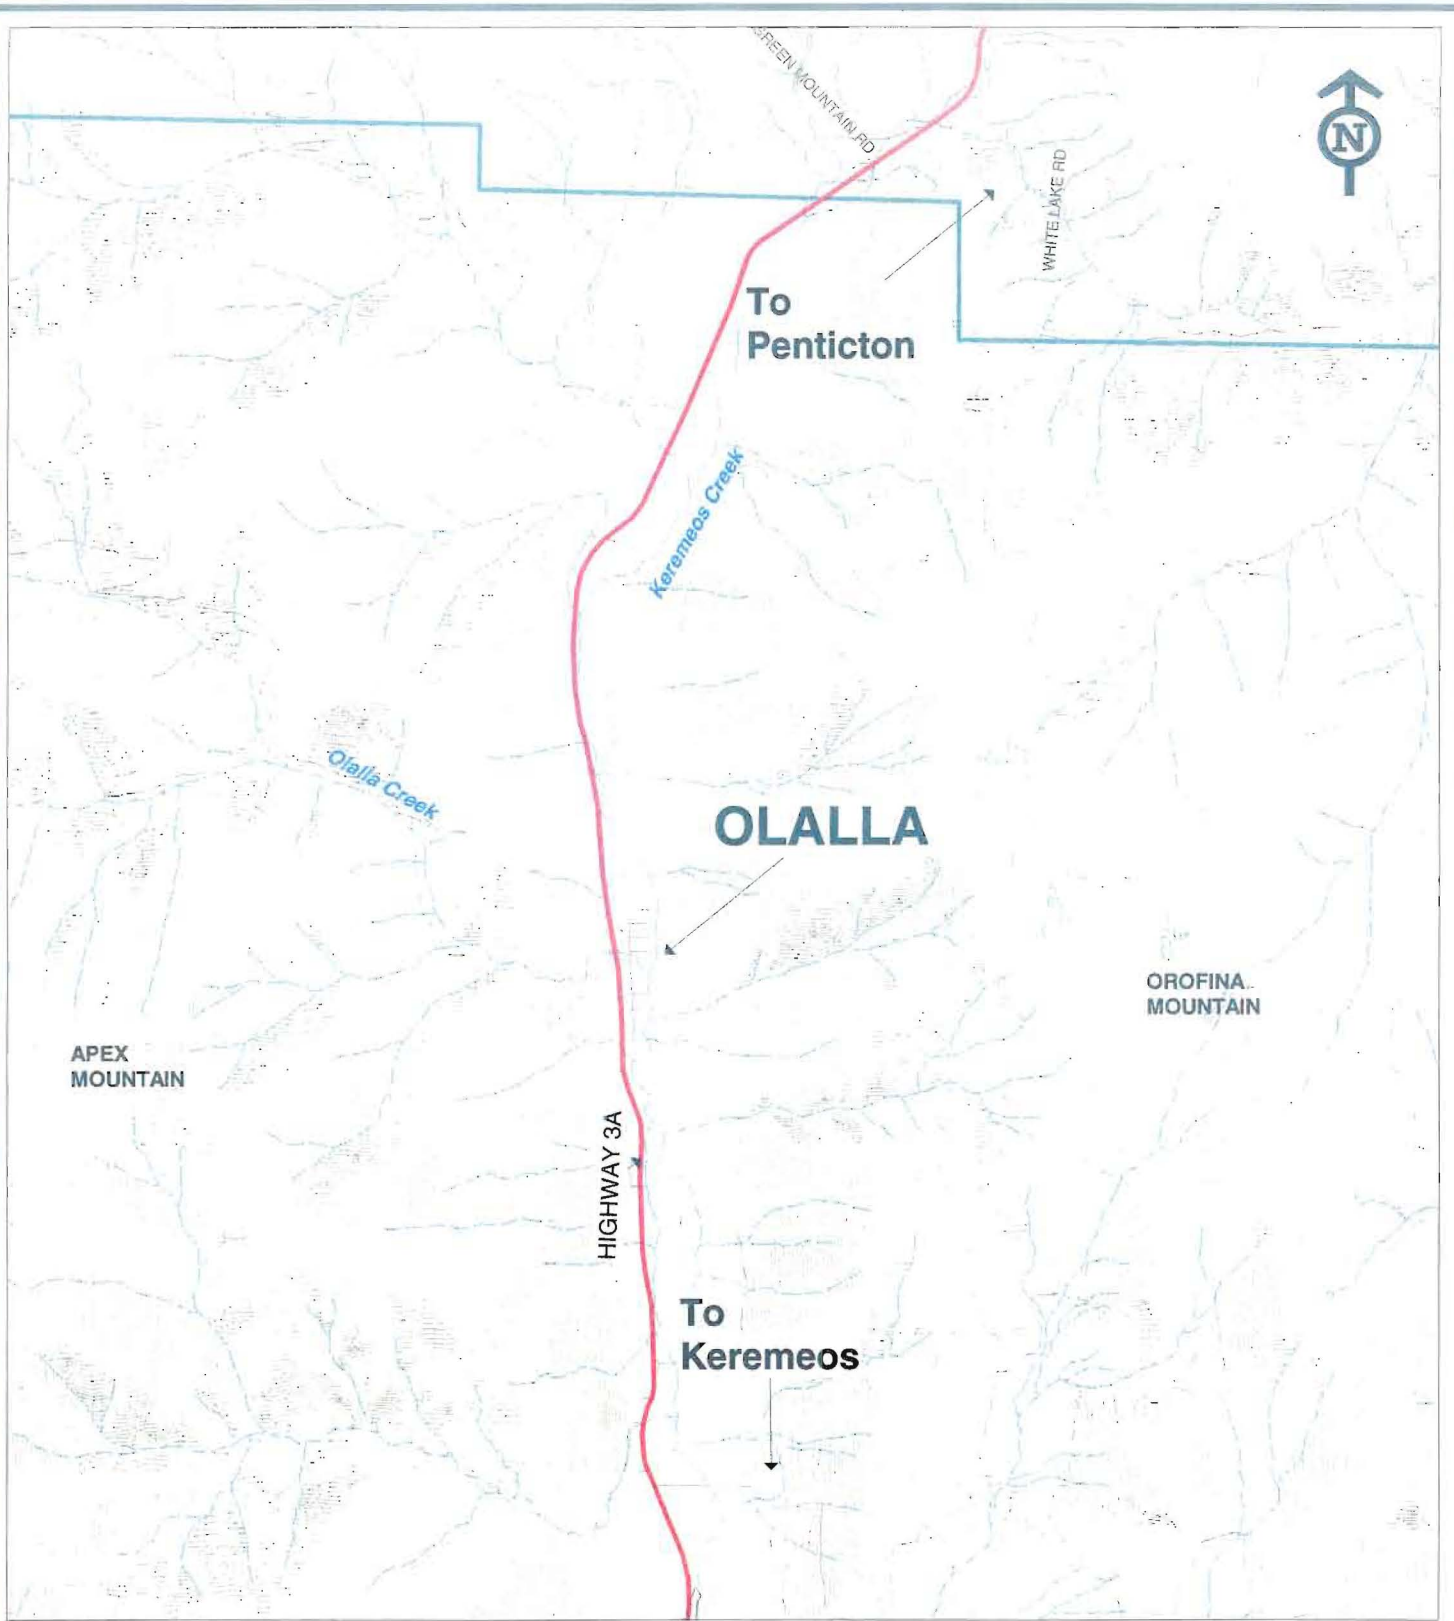 GREEN MOUNTAIN RD
N
WHITE LAKE RD
To
Penticton
Keremeos Creek
Olalla Creek
OLALLA
OROFINA
MOUNTAIN
APEX
MOUNTAIN
HIGHWAY 3A
To
Keremeos